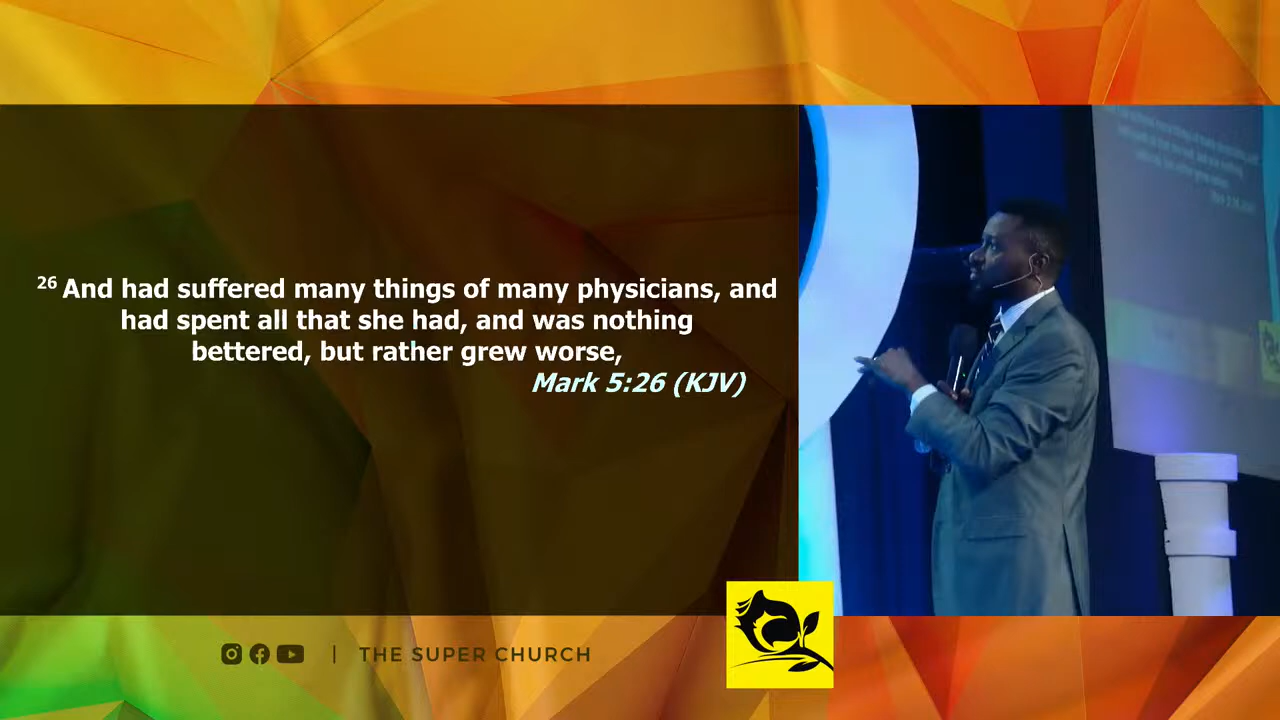 26 And had suffered many things of many physicians, and
had spent all that she had, and was nothing
bettered, but rather grew worse,
Mark 5:26 (KJV)
| THE SUPER CHURCH